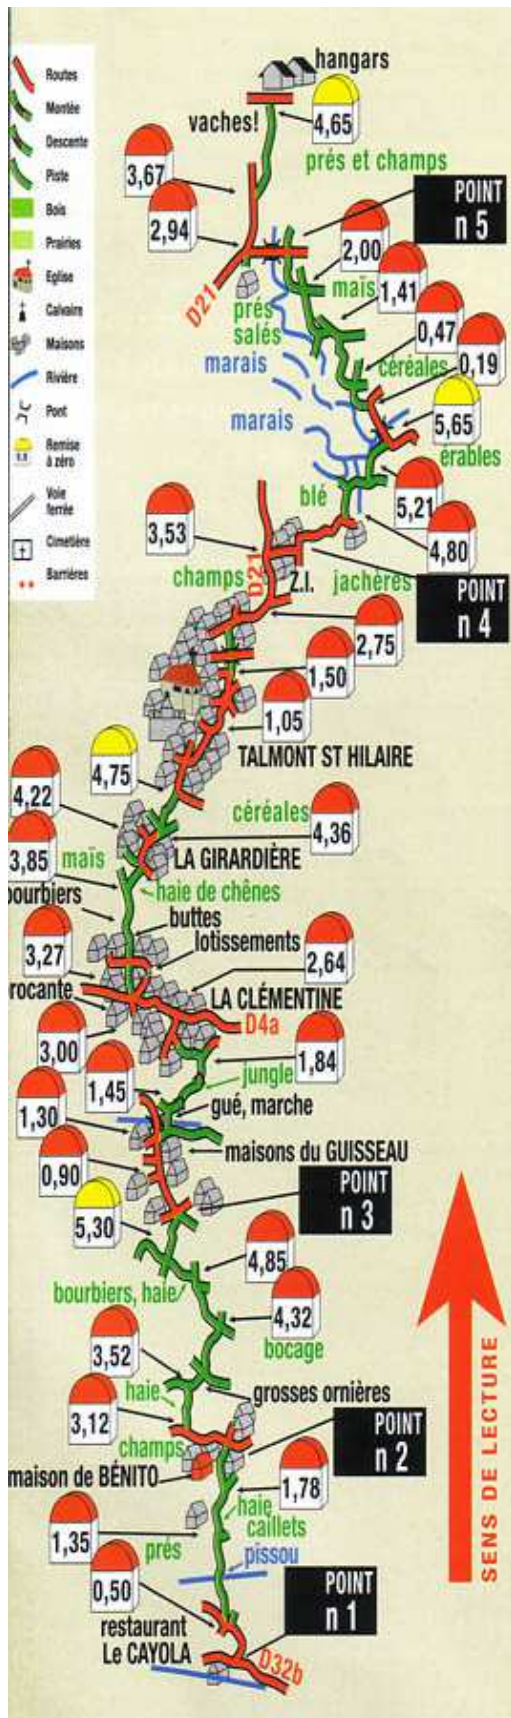 Routes
Montée
Descente
Piste
Bois
Prairies
Eglise
Calvaire
Maisons
Rivière
Pont
Remise
à zéro
Voie
ferrée
Cimetière
Barrières
hangars
vaches!
4,65
prés et champs
3,67
POINT
n 5
2,94
2,00
D21
prés
salés
maïs
1,41
0,47
marais
céréales
0,19
marais
5,65
érables
blé
5,21
3,53
4,80
champs
D21
Z.I.
jachères
POINT
n 4
2,75
1,50
1,05
TALMONT ST HILAIRE
4,75
4,22
céréales
4,36
3,85
maïs
LA GIRARDIÈRE
bourbiers
haie de chênes
buttes
lotissements
3,27
2,64
rocante
LA CLÉMENTINE
D4a
3,00
1,84
1,45
jungle
gué, marche
1,30
maisons du GUISSEAU
0,90
POINT
n 3
5,30
4,85
bourbiers, haie
4,32
bocage
3,52
haie
grosses ornières
3,12
champs
POINT
n 2
maison de BÉNITO
1,78
haie
caillets
1,35
prés
pissou
0,50
POINT
n 1
restaurant
Le CAYOLA
D32b
SENS DE LECTURE